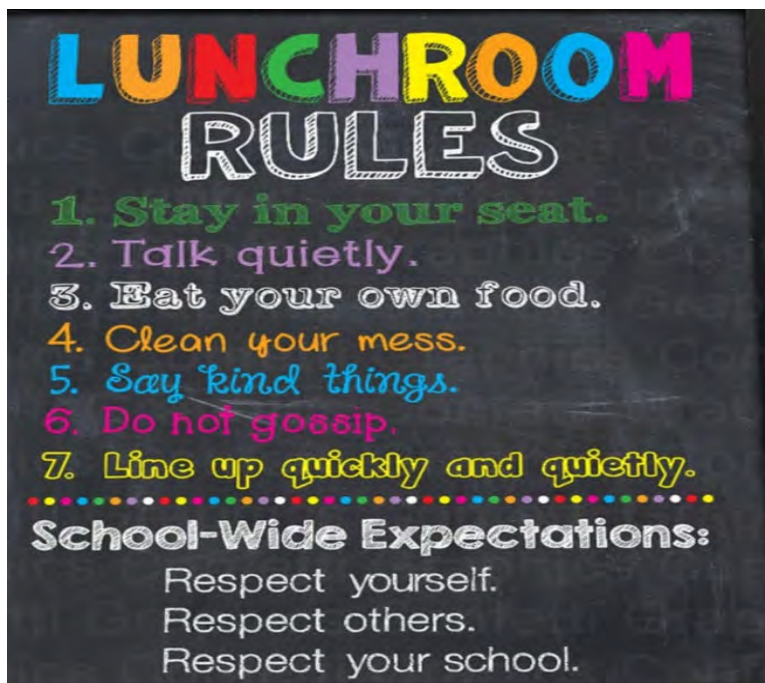 LUNCHROOM
RULES
1. Stay in your seat.
2. Talk quietly.
3. Eat your own food.
4. Clean your mess.
5. Say kind things.
6. Do not gossip.
7. Line up quickly and quietly.
School-Wide Expectations:
Respect yourself.
Respect others.
Respect your school.